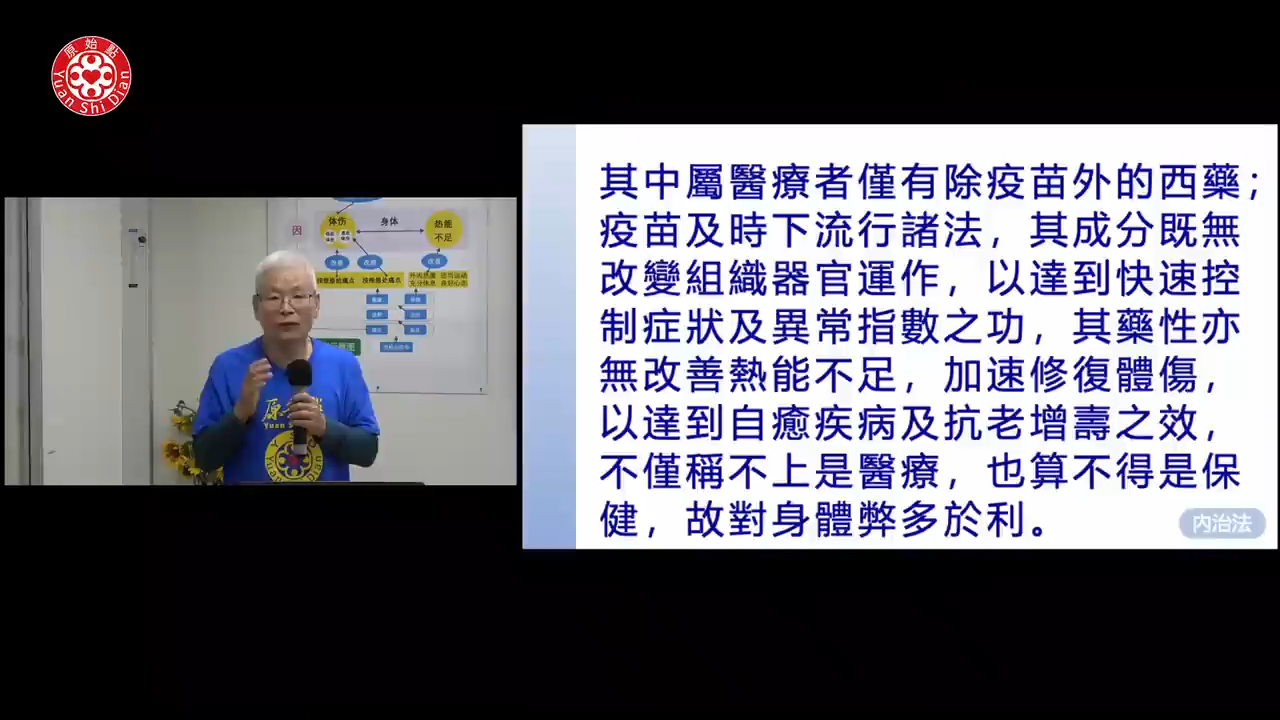 原始點
Yuan Shi Dian
因
体伤
身体
热能
不足
改善
改善
改善
其中屬醫療者僅有除疫苗外的西藥；
疫苗及時下流行諸法，其成分既無
改變組織器官運作，以達到快速控
制症狀及異常指數之功，其藥性亦
無改善熱能不足，加速修復體傷，
以達到自癒疾病及抗老增壽之效，
不僅稱不上是醫療，也算不得是保
健，故對身體弊多於利。
內治法